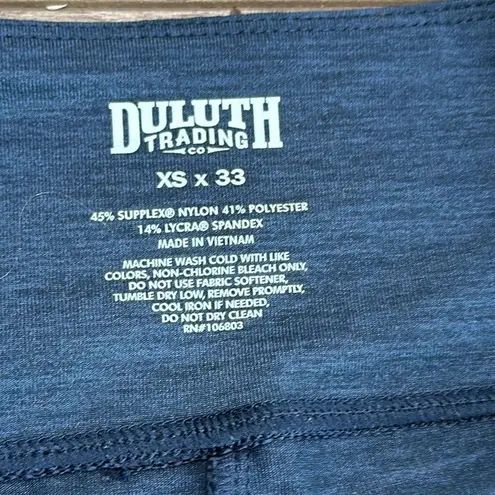 DULUTH
TRADING
CO
XS x 33
45% SUPPLEX® NYLON 41% POLYESTER
14% LYCRA® SPANDEX
MADE IN VIETNAM
MACHINE WASH COLD WITH LIKE
COLORS, NON-CHLORINE BLEACH ONLY,
DO NOT USE FABRIC SOFTENER,
TUMBLE DRY LOW, REMOVE PROMPTLY,
COOL IRON IF NEEDED,
DO NOT DRY CLEAN
RN#106803